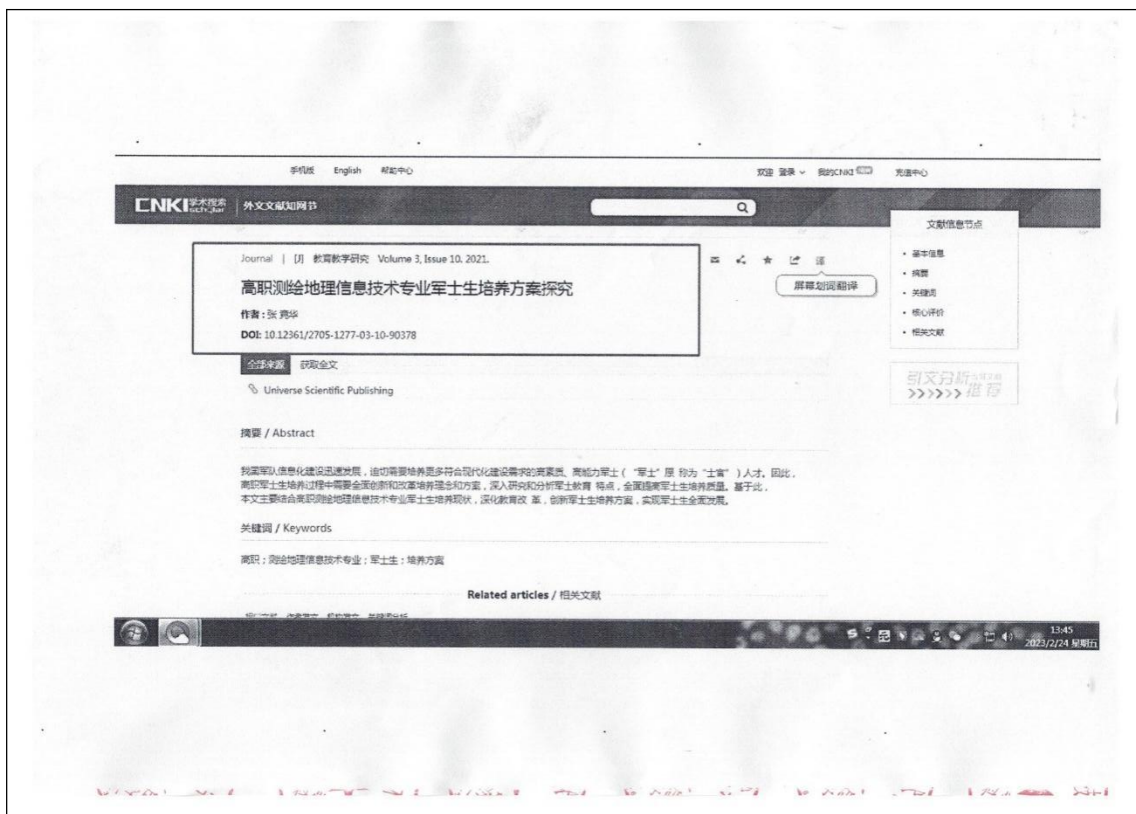 手机版 English 帮助中心 欢迎 登录 我的CNKI 充值中心
CNKI 学术搜索 scholar 外文文献知网节
文献信息节点
Journal | [J] 教育教学研究 Volume 3, Issue 10. 2021.
• 基本信息
高职测绘地理信息技术专业军士生培养方案探究
屏幕划词翻译
• 摘要
• 关键词
作者：张 亮华
• 核心评价
DOI: 10.12361/2705-1277-03-10-90378
• 相关文献
全部来源 获取全文
Universe Scientific Publishing
引文分析
>>>>>> 推荐
摘要 / Abstract
我国军队信息化建设迅速发展，迫切需要培养更多符合现代化建设需求的高素质、高能力军士（ “军士”原 称为 “士官” ）人才。因此，
高职军士生培养过程中需要全面创新和改革培养理念和方案，深入研究和分析军士教育 特点，全面提高军士生培养质量。基于此，
本文主要结合高职测绘地理信息技术专业军士生培养现状，深化教育改 革，创新军士生培养方案，实现军士生全面发展。
关键词 / Keywords
高职；测绘地理信息技术专业；军士生；培养方案
Related articles / 相关文献
13:45
2023/2/24 星期五